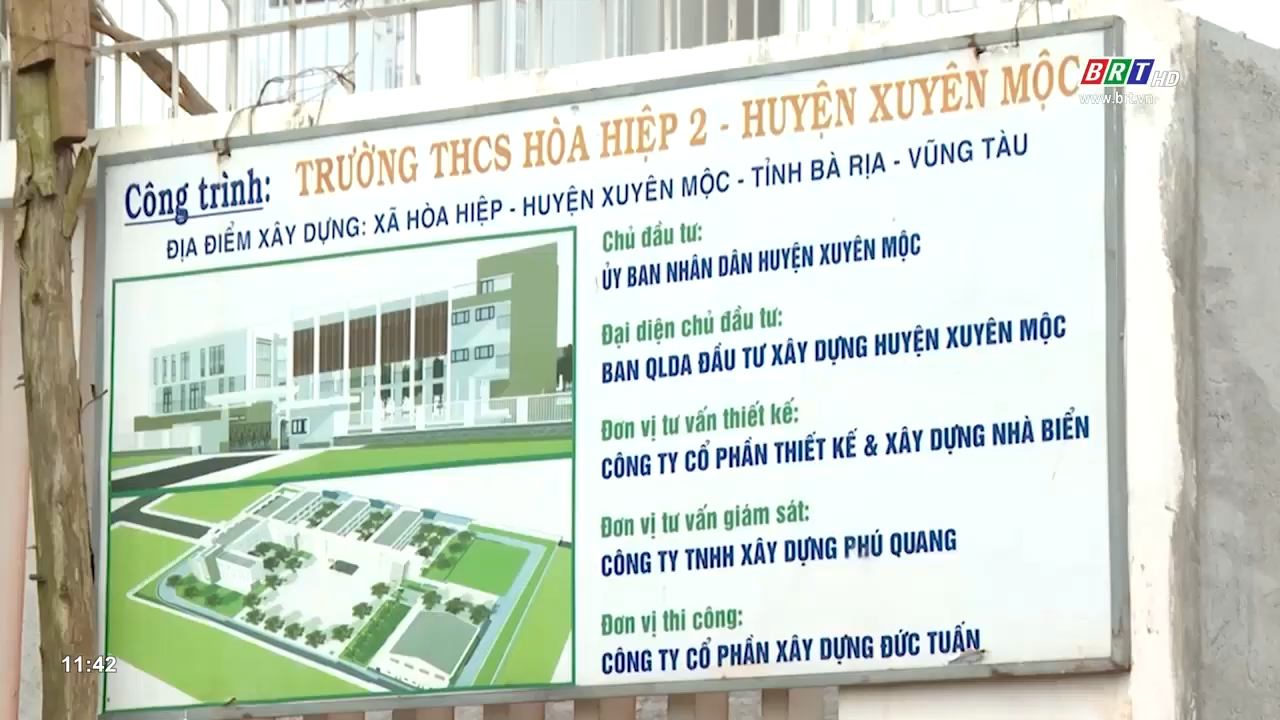 BRT HD
www.brt.vn
Công trình: TRƯỜNG THCS HÒA HIỆP 2 - HUYỆN XUYÊN MỘC
ĐỊA ĐIỂM XÂY DỰNG: XÃ HÒA HIỆP - HUYỆN XUYÊN MỘC - TỈNH BÀ RỊA - VŨNG TÀU
Chủ đầu tư:
ỦY BAN NHÂN DÂN HUYỆN XUYÊN MỘC
Đại diện chủ đầu tư:
BAN QLDA ĐẦU TƯ XÂY DỰNG HUYỆN XUYÊN MỘC
Đơn vị tư vấn thiết kế:
CÔNG TY CỔ PHẦN THIẾT KẾ & XÂY DỰNG NHÀ BIỂN
Đơn vị tư vấn giám sát:
CÔNG TY TNHH XÂY DỰNG PHÚ QUANG
Đơn vị thi công:
CÔNG TY CỔ PHẦN XÂY DỰNG ĐỨC TUẤN
11:42